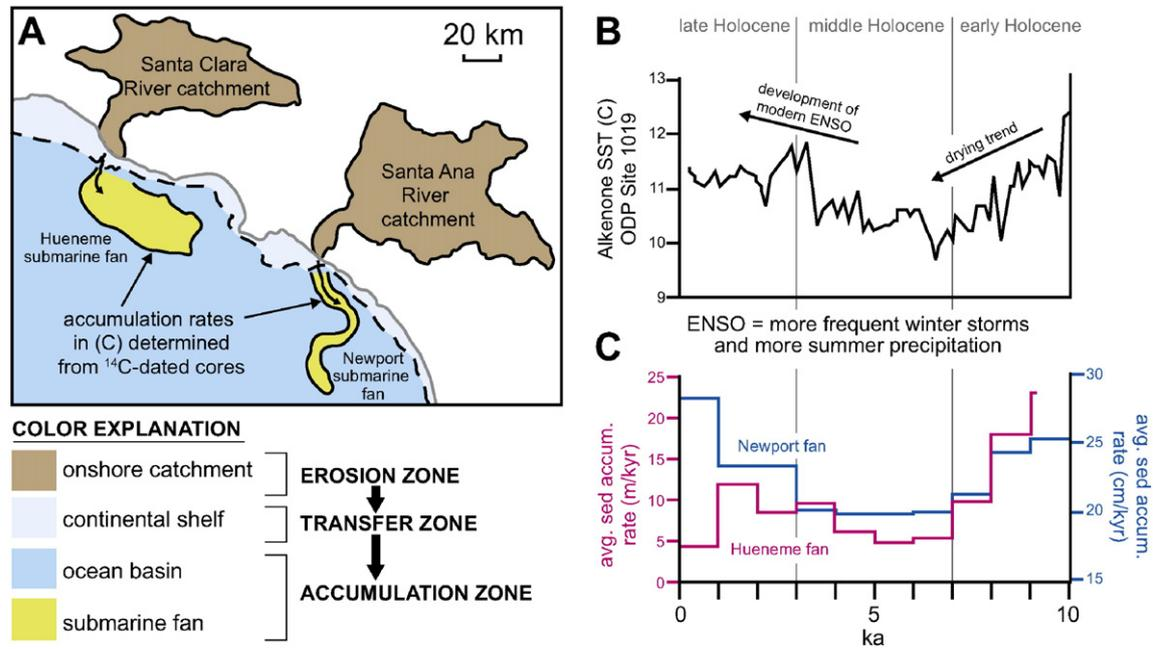 A
20 km
Santa Clara
River catchment
Santa Ana
River
catchment
Hueneme
submarine fan
accumulation rates
in (C) determined
from ¹⁴C-dated cores
Newport
submarine
fan
COLOR EXPLANATION
onshore catchment
continental shelf
ocean basin
submarine fan
EROSION ZONE
TRANSFER ZONE
ACCUMULATION ZONE
B
late Holocene
middle Holocene
early Holocene
Alkenone SST (C)
ODP Site 1019
13
12
11
10
9
development of
modern ENSO
drying trend
ENSO = more frequent winter storms
and more summer precipitation
C
avg. sed accum.
rate (m/kyr)
25
20
15
10
5
0
Newport fan
Hueneme fan
30
25
20
15
avg. sed accum.
rate (cm/kyr)
0
5
10
ka